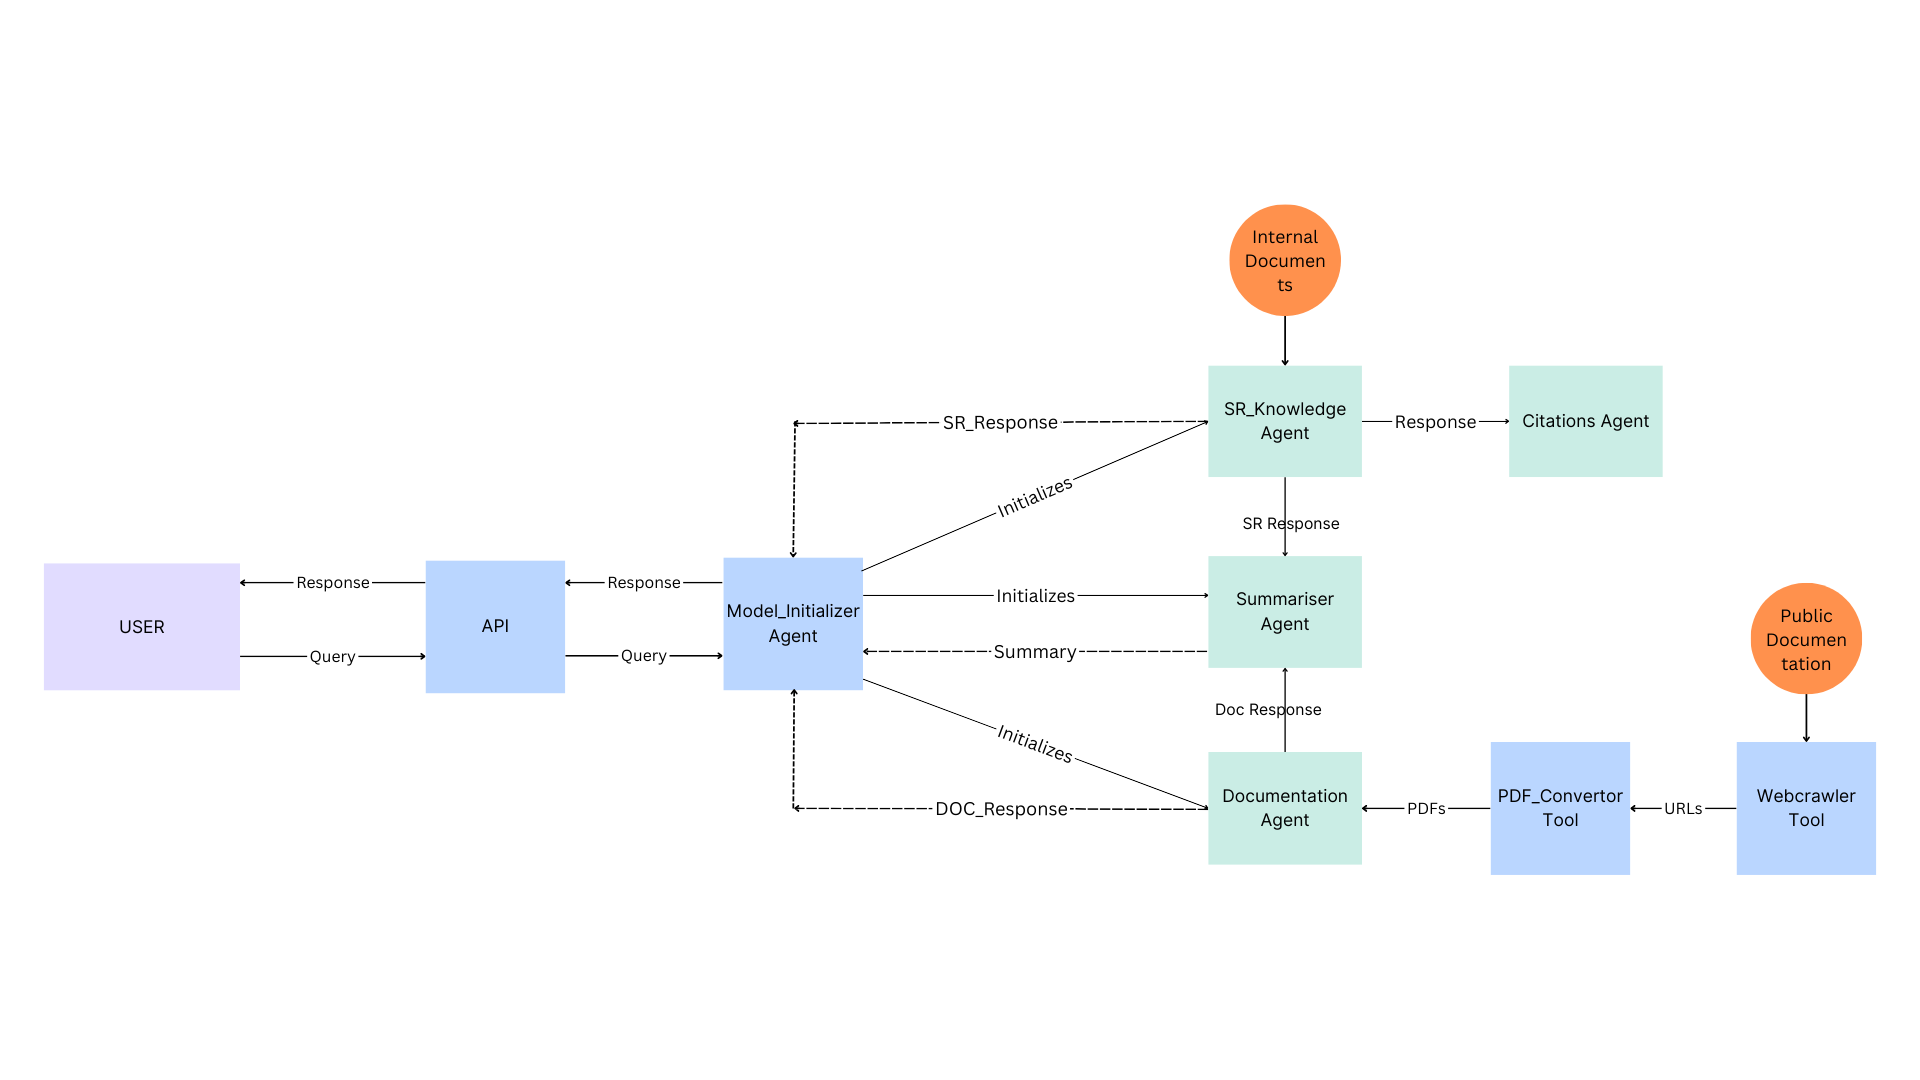 Internal
Documen
ts
SR_Knowledge
Agent
Response
Citations Agent
SR_Response
Initializes
SR Response
USER
Response
Query
API
Response
Query
Model_Initializer
Agent
Initializes
Summary
Summariser
Agent
Public
Documen
tation
Initializes
Doc Response
DOC_Response
Documentation
Agent
PDFs
PDF_Convertor
Tool
URLs
Webcrawler
Tool